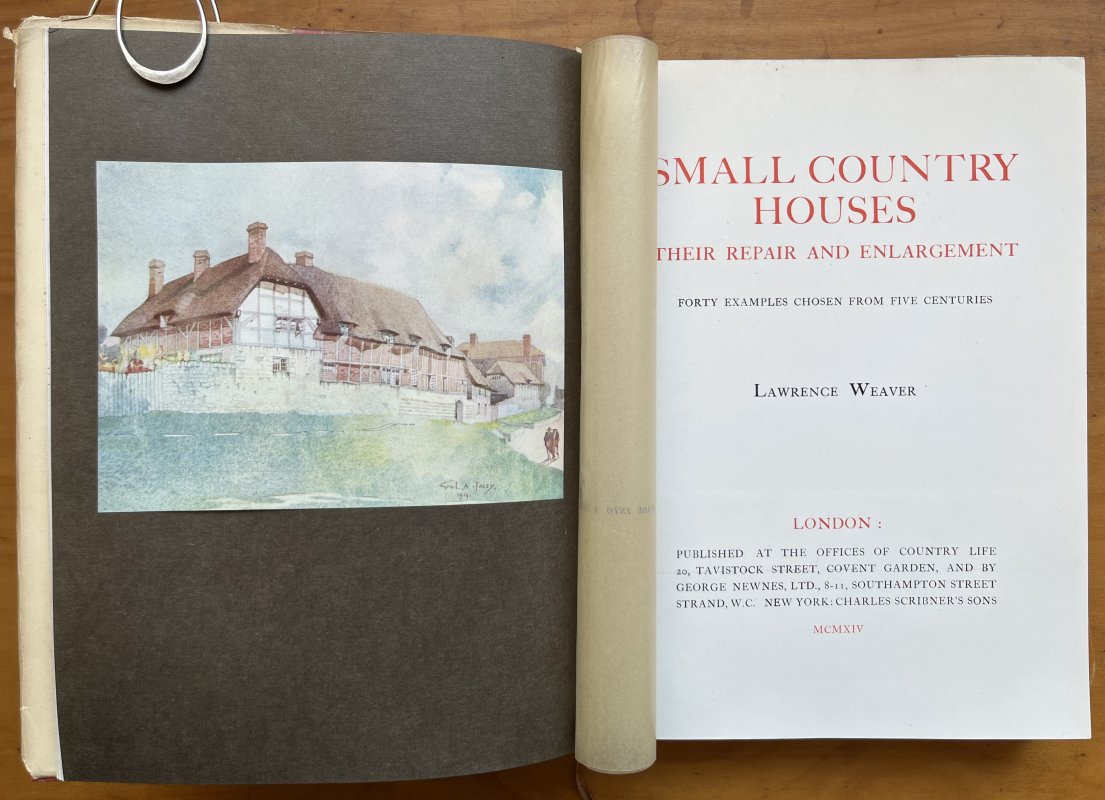 1914.
SMALL COUNTRY
HOUSES
THEIR REPAIR AND ENLARGEMENT
FORTY EXAMPLES CHOSEN FROM FIVE CENTURIES
LAWRENCE WEAVER
LONDON :
PUBLISHED AT THE OFFICES OF COUNTRY LIFE
20, TAVISTOCK STREET, COVENT GARDEN, AND BY
GEORGE NEWNES, LTD., 8-11, SOUTHAMPTON STREET
STRAND, W.C. NEW YORK: CHARLES SCRIBNER'S SONS
MCMXIV